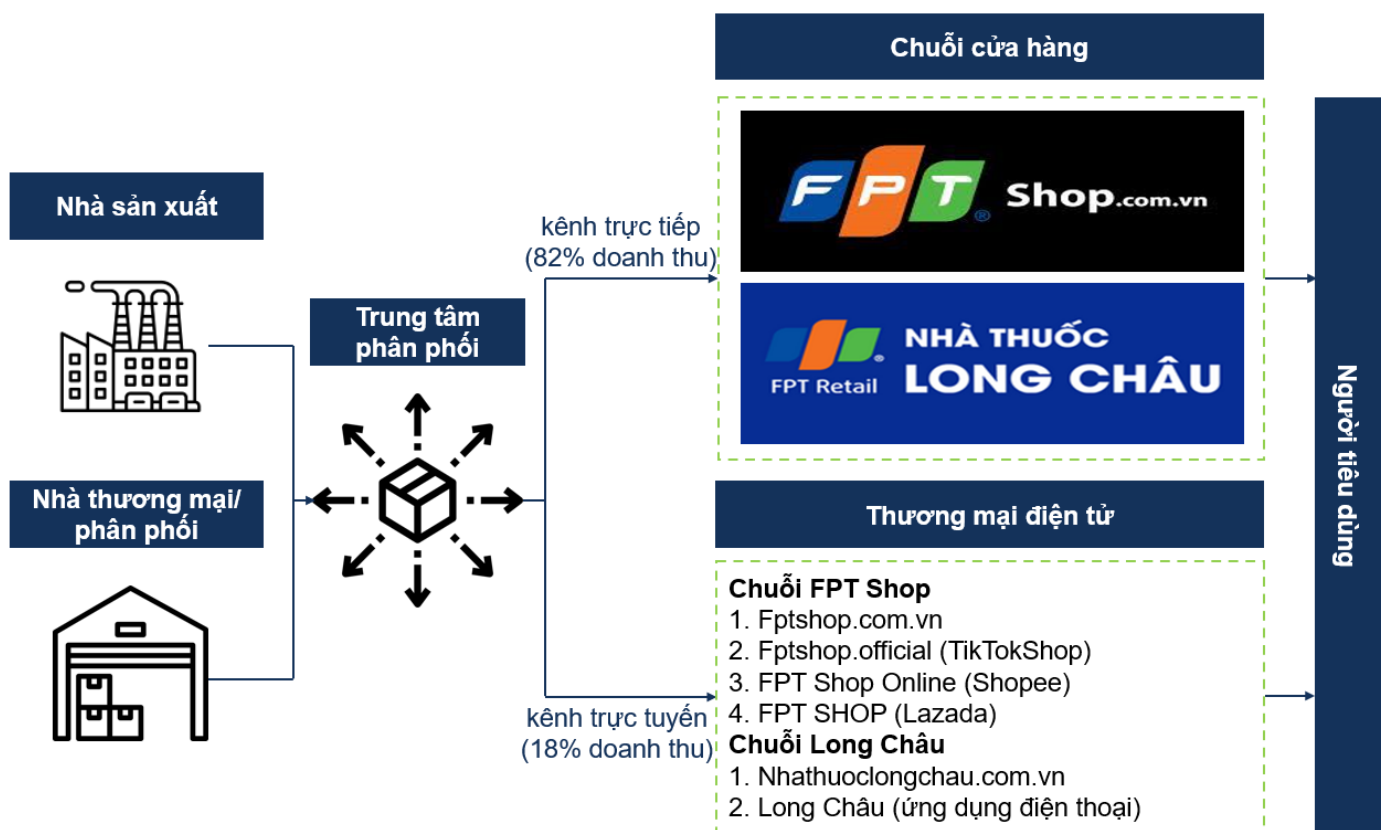 Chuỗi cửa hàng
FPT Shop.com.vn
NHÀ THUỐC
FPT Retail LONG CHÂU
Nhà sản xuất
kênh trực tiếp
(82% doanh thu)
Trung tâm
phân phối
Nhà thương mại/
phân phối
Thương mại điện tử
kênh trực tuyến
(18% doanh thu)
Chuỗi FPT Shop
1. Fptshop.com.vn
2. Fptshop.official (TikTokShop)
3. FPT Shop Online (Shopee)
4. FPT SHOP (Lazada)
Chuỗi Long Châu
1. Nhathuoclongchau.com.vn
2. Long Châu (ứng dụng điện thoại)
Người tiêu dùng